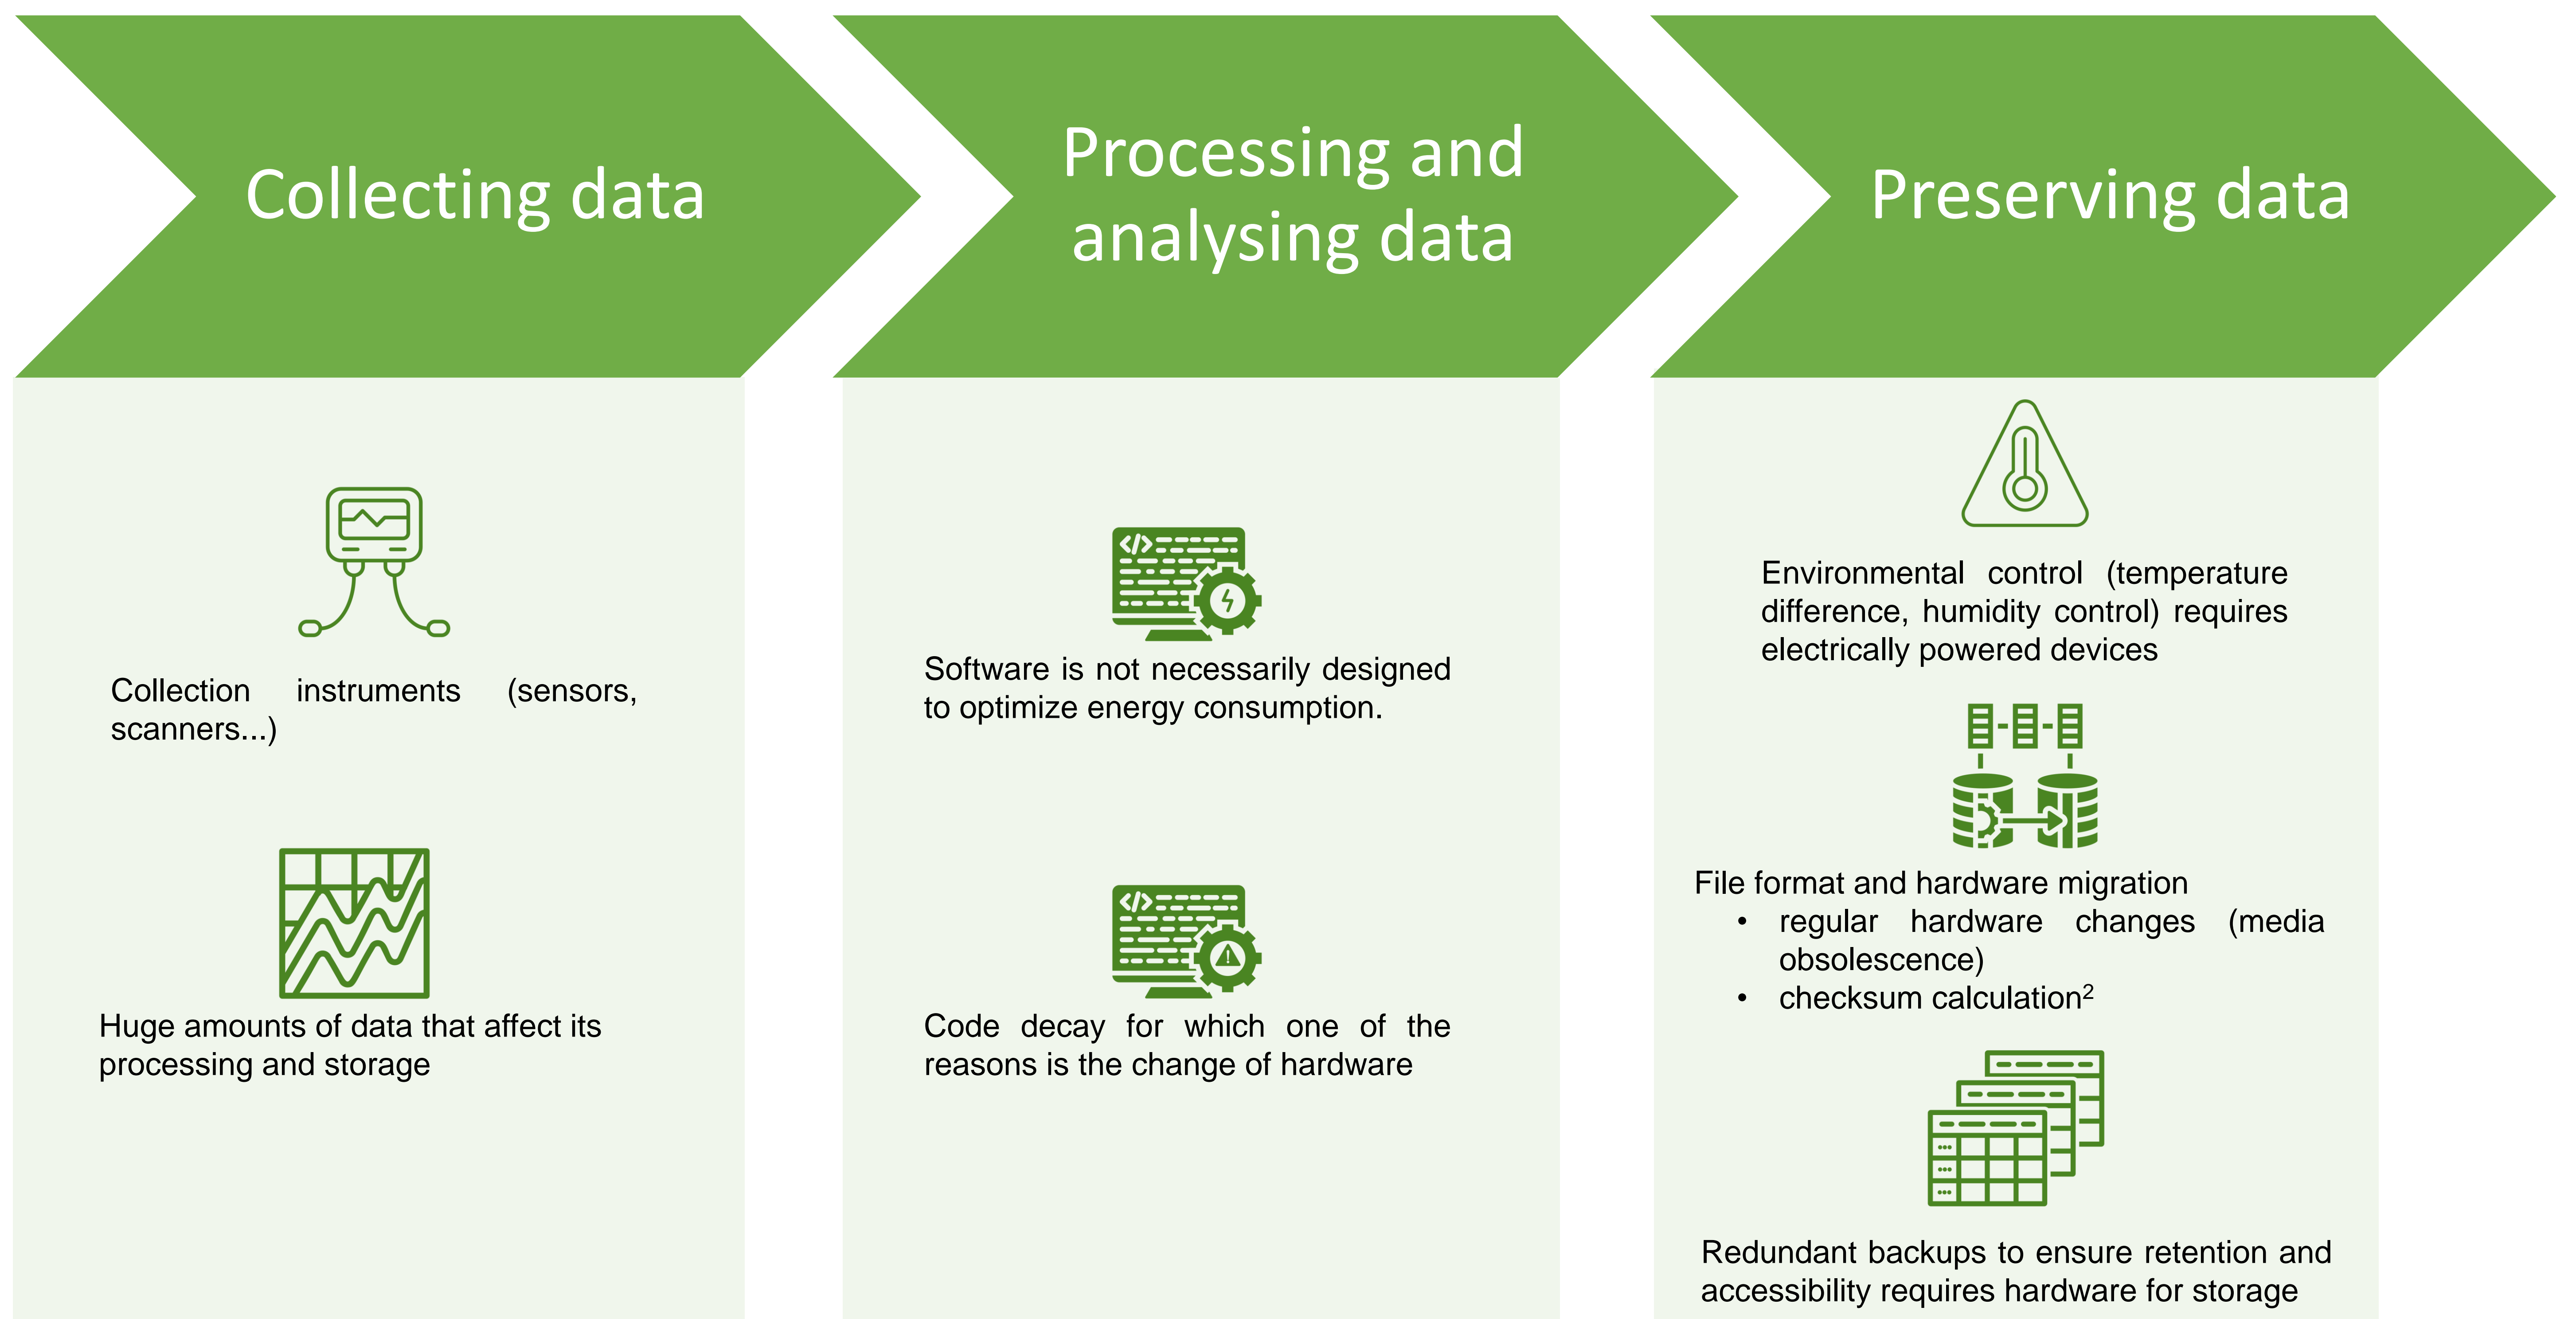 Collecting data
Collection instruments (sensors,
scanners...)
Huge amounts of data that affect its
processing and storage
Processing and
analysing data
</>
Software is not necessarily designed
to optimize energy consumption.
</>
Code decay for which one of the
reasons is the change of hardware
Preserving data
Environmental control (temperature
difference, humidity control) requires
electrically powered devices
File format and hardware migration
• regular hardware changes (media
obsolescence)
• checksum calculation²
Redundant backups to ensure retention and
accessibility requires hardware for storage